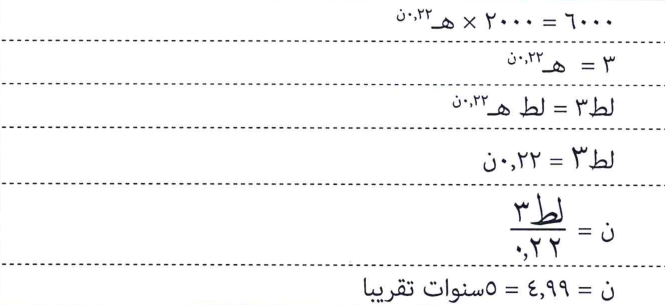 ٦٠٠٠ = ٢٠٠٠ × هـ^٠,٢٢ن
٣ = هـ^٠,٢٢ن
لط٣ = لط هـ^٠,٢٢ن
لط٣ = ٠,٢٢ن
ن = لط٣ / ٠,٢٢
ن = ٤,٩٩ = ٥سنوات تقريبا